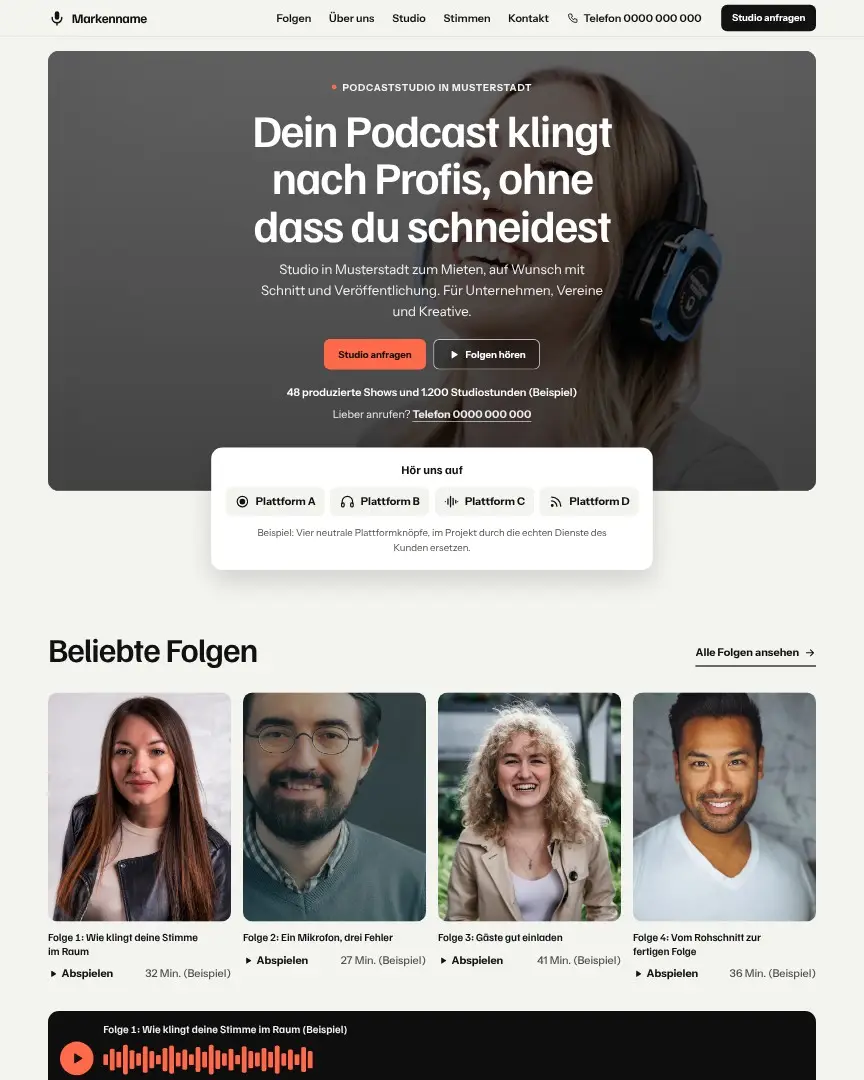 Markenname
Folgen Über uns Studio Stimmen Kontakt Telefon 0000 000 000 Studio anfragen
PODCASTSTUDIO IN MUSTERSTADT
Dein Podcast klingt
nach Profis, ohne
dass du schneidest
Studio in Musterstadt zum Mieten, auf Wunsch mit
Schnitt und Veröffentlichung. Für Unternehmen, Vereine
und Kreative.
Studio anfragen Folgen hören
48 produzierte Shows und 1.200 Studiostunden (Beispiel)
Lieber anrufen? Telefon 0000 000 000
Hör uns auf
Plattform A Plattform B Plattform C Plattform D
Beispiel: Vier neutrale Plattformknöpfe, im Projekt durch die echten Dienste des
Kunden ersetzen.
Beliebte Folgen
Alle Folgen ansehen →
Folge 1: Wie klingt deine Stimme
im Raum
Abspielen 32 Min. (Beispiel)
Folge 2: Ein Mikrofon, drei Fehler
Abspielen 27 Min. (Beispiel)
Folge 3: Gäste gut einladen
Abspielen 41 Min. (Beispiel)
Folge 4: Vom Rohschnitt zur
fertigen Folge
Abspielen 36 Min. (Beispiel)
Folge 1: Wie klingt deine Stimme im Raum (Beispiel)